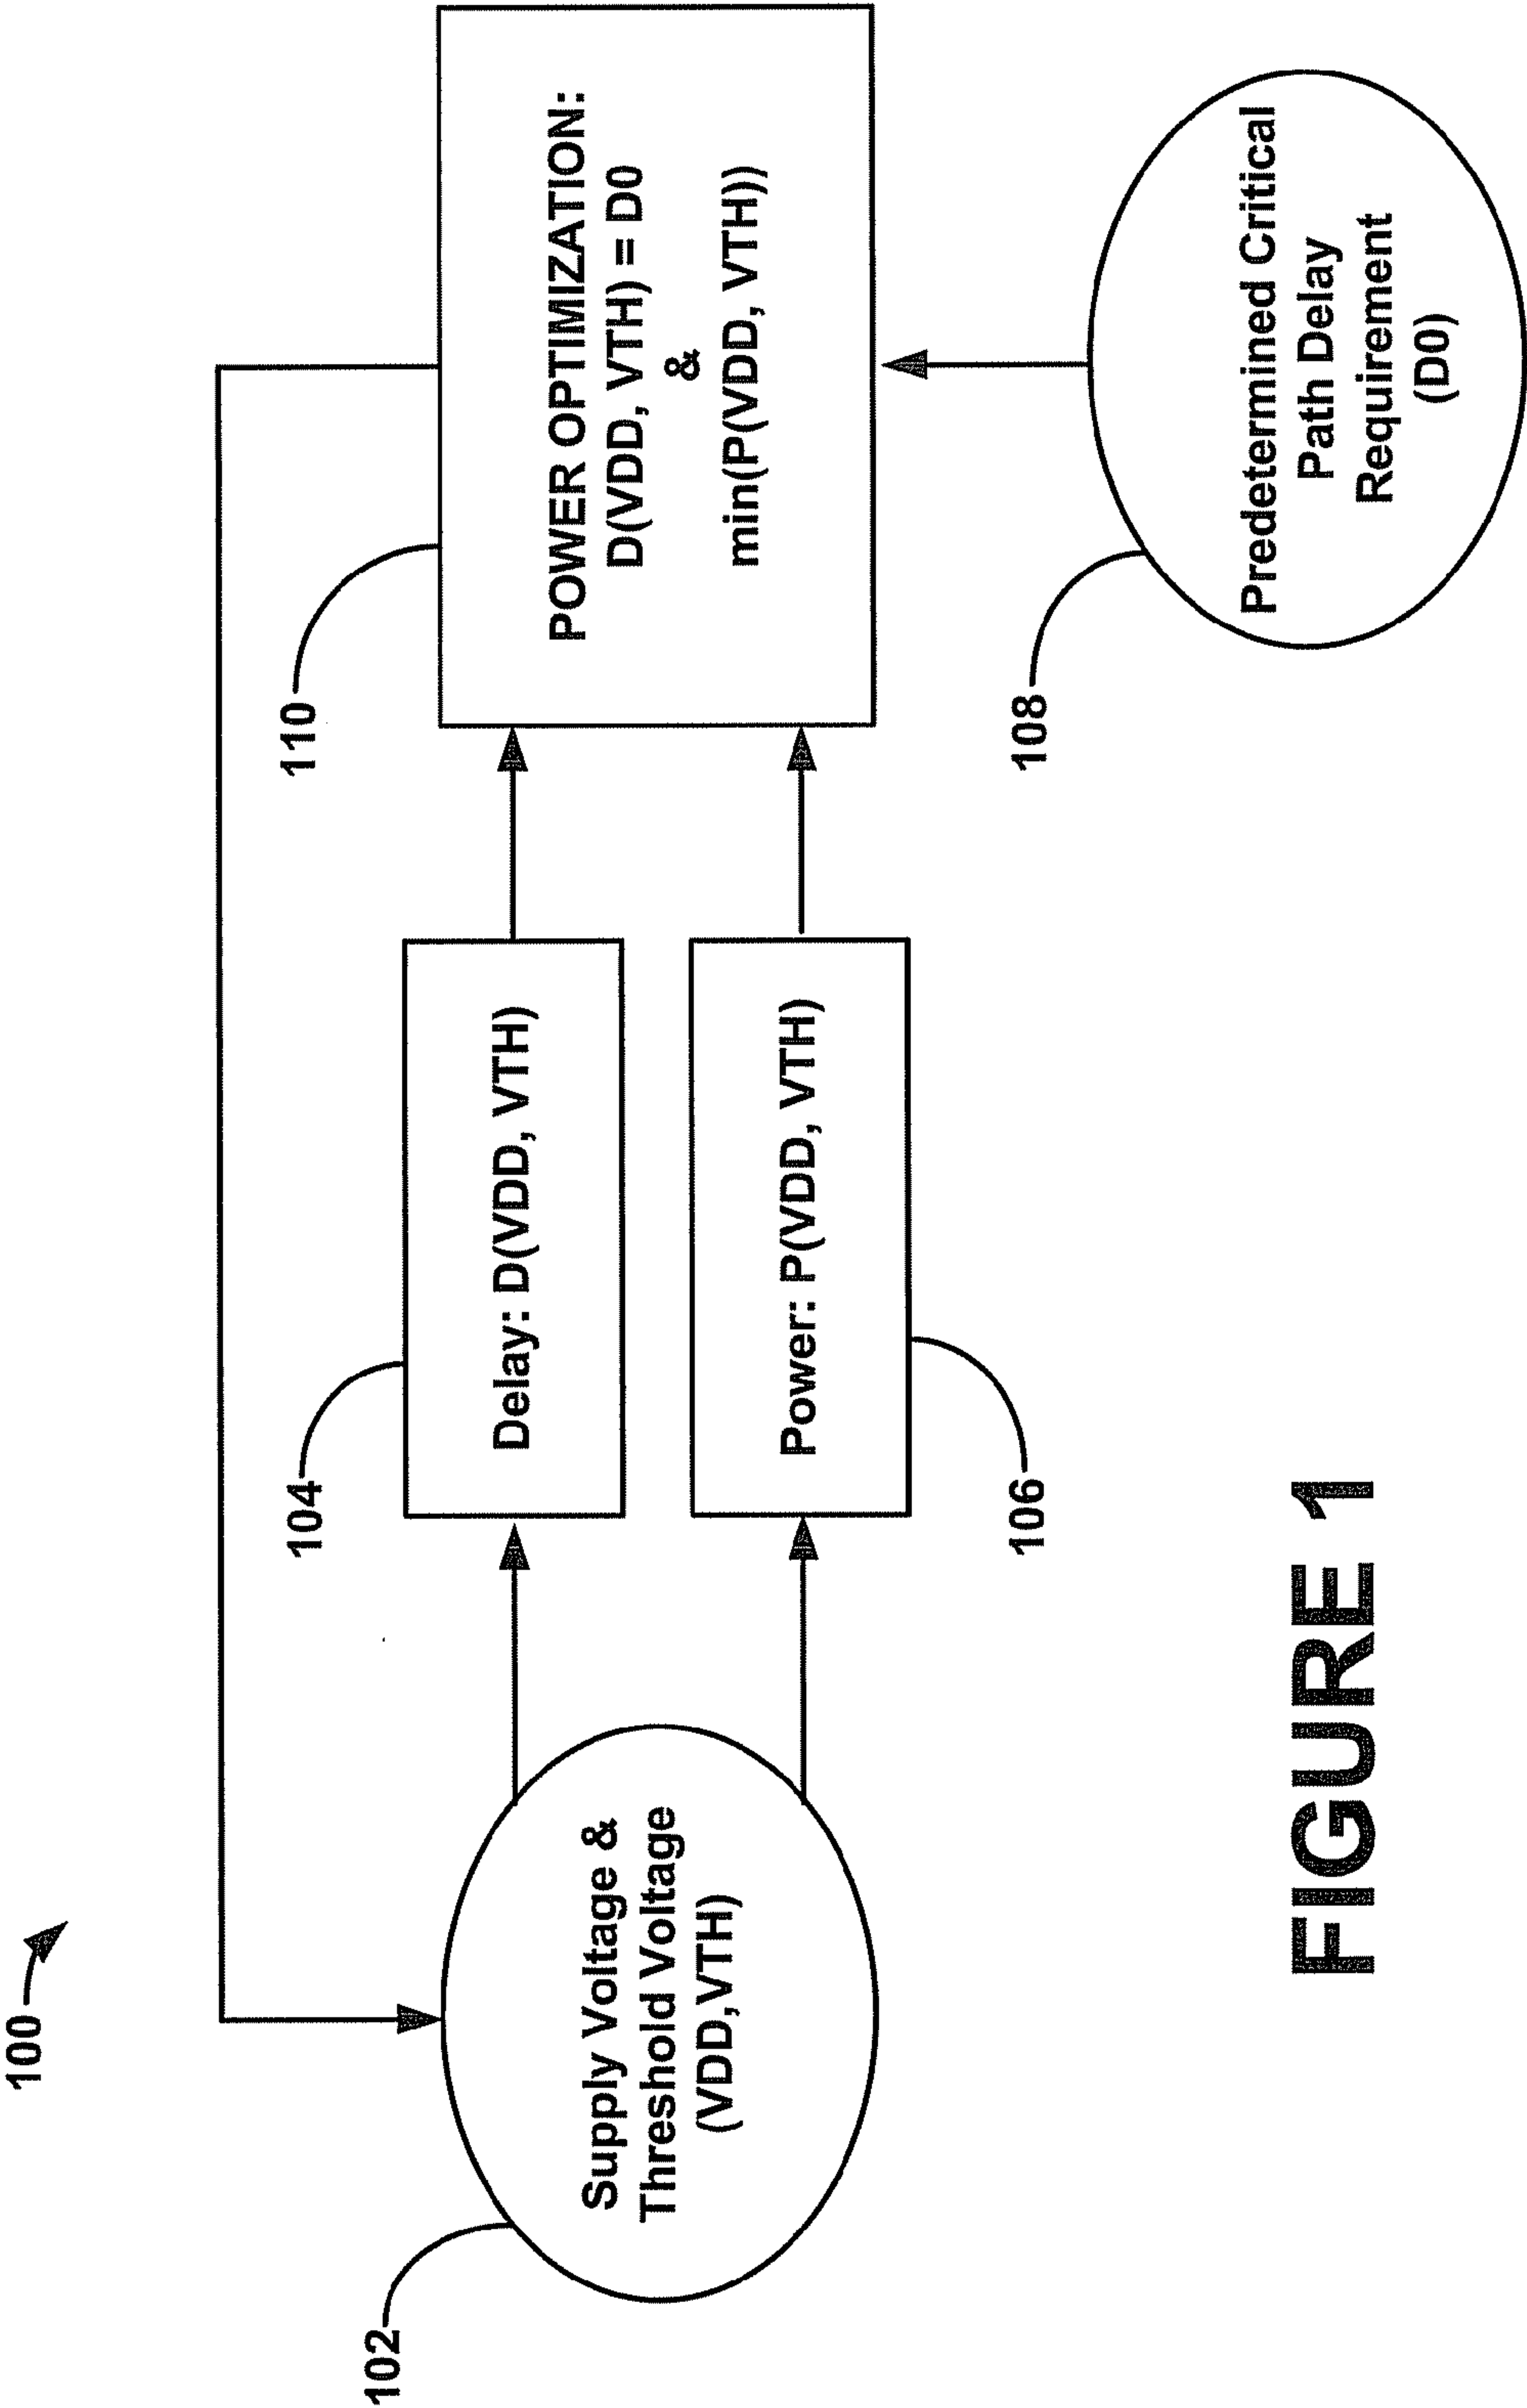 100
110
POWER OPTIMIZATION:
D(VDD, VTH) = D0
&
min(P(VDD, VTH))
104
Delay: D(VDD, VTH)
102
Supply Voltage &
Threshold Voltage
(VDD,VTH)
Power: P(VDD, VTH)
106
108
Predetermined Critical
Path Delay
Requirement
(D0)
FIGURE 1